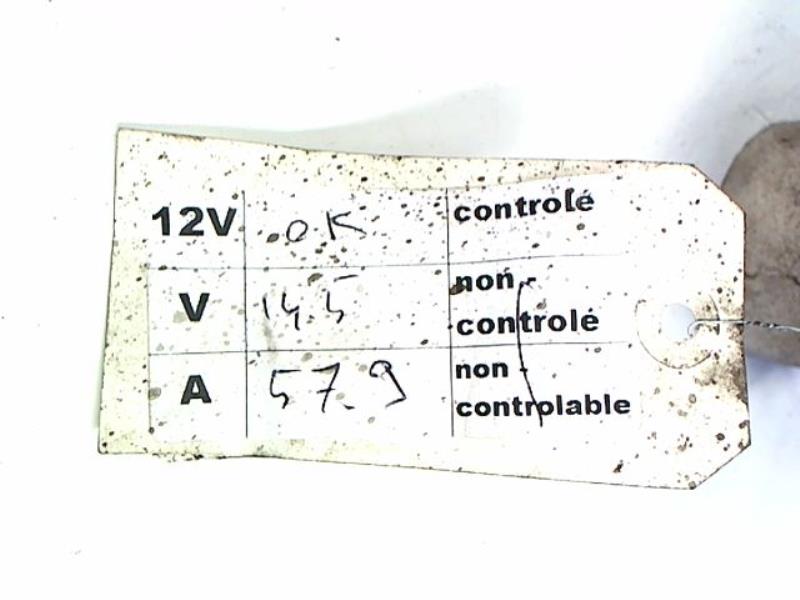 12V OK controlé
V 14.5 non
controlé
A 57.9 non
controlable